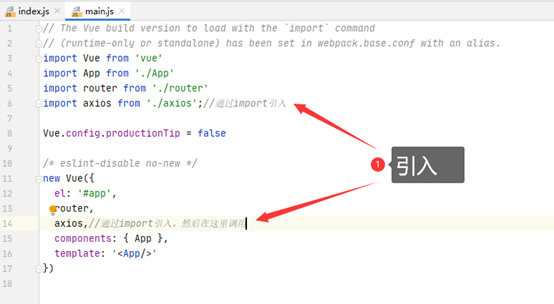 index.js main.js
1 // The Vue build version to load with the `import` command
2 // (runtime-only or standalone) has been set in webpack.base.conf with an alias.
3 import Vue from 'vue'
4 import App from './App'
5 import router from './router'
6 import axios from './axios';//通过import引入
7
8 Vue.config.productionTip = false
9
10 /* eslint-disable no-new */
11 new Vue({
12 el: '#app',
13 router,
14 axios,//通过import引入，然后在这里调用
15 components: { App },
16 template: '<App/>'
17 })
18
1 引入